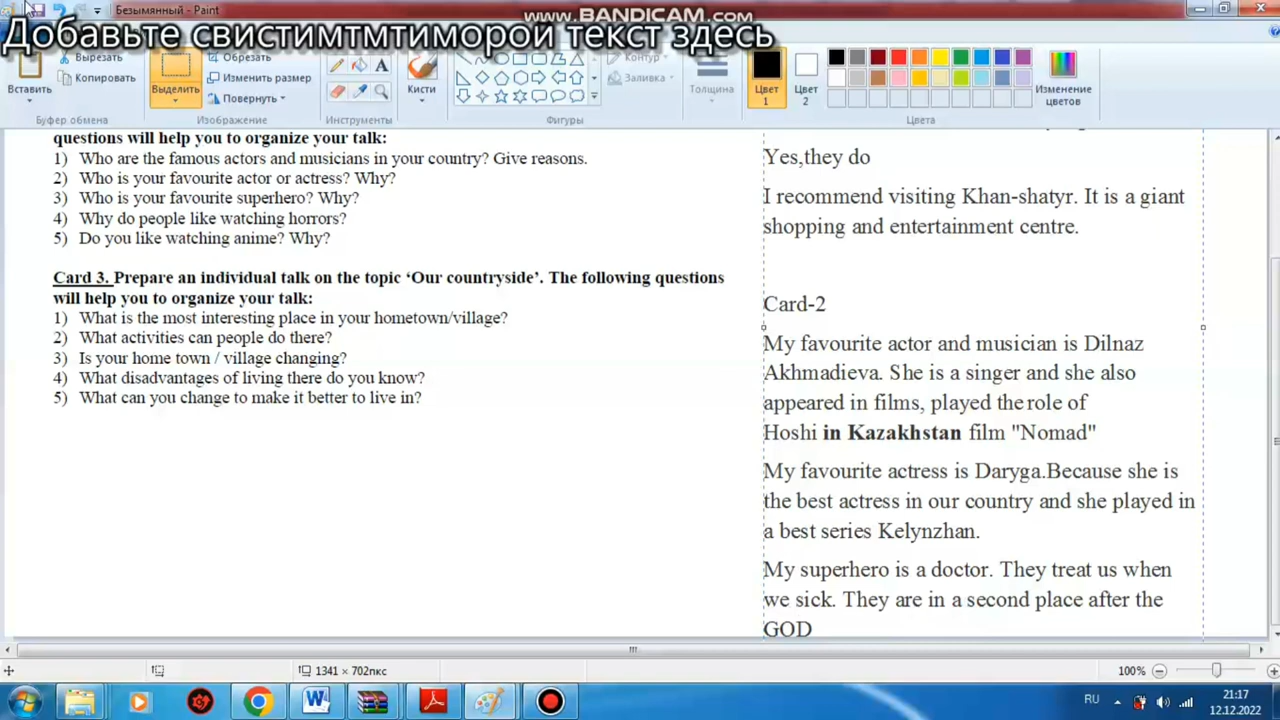 Безымянный - Paint
www.BANDICAM.com
Добавьте свистимтмтиморои текст здесь
Вставить
Вырезать
Копировать
Буфер обмена
Выделить
Обрезать
Изменить размер
Повернуть
Изображение
Инструменты
Кисти
Контур
Заливка
Фигуры
Толщина
Цвет 1
Цвет 2
Изменение цветов
Цвета
questions will help you to organize your talk:
1) Who are the famous actors and musicians in your country? Give reasons.
2) Who is your favourite actor or actress? Why?
3) Who is your favourite superhero? Why?
4) Why do people like watching horrors?
5) Do you like watching anime? Why?
Card 3. Prepare an individual talk on the topic ‘Our countryside’. The following questions
will help you to organize your talk:
1) What is the most interesting place in your hometown/village?
2) What activities can people do there?
3) Is your home town / village changing?
4) What disadvantages of living there do you know?
5) What can you change to make it better to live in?
Yes,they do
I recommend visiting Khan-shatyr. It is a giant
shopping and entertainment centre.
Card-2
My favourite actor and musician is Dilnaz
Akhmadieva. She is a singer and she also
appeared in films, played the role of
Hoshi in Kazakhstan film "Nomad"
My favourite actress is Daryga.Because she is
the best actress in our country and she played in
a best series Kelynzhan.
My superhero is a doctor. They treat us when
we sick. They are in a second place after the
GOD
1341 × 702пкс
100%
RU
21:17
12.12.2022